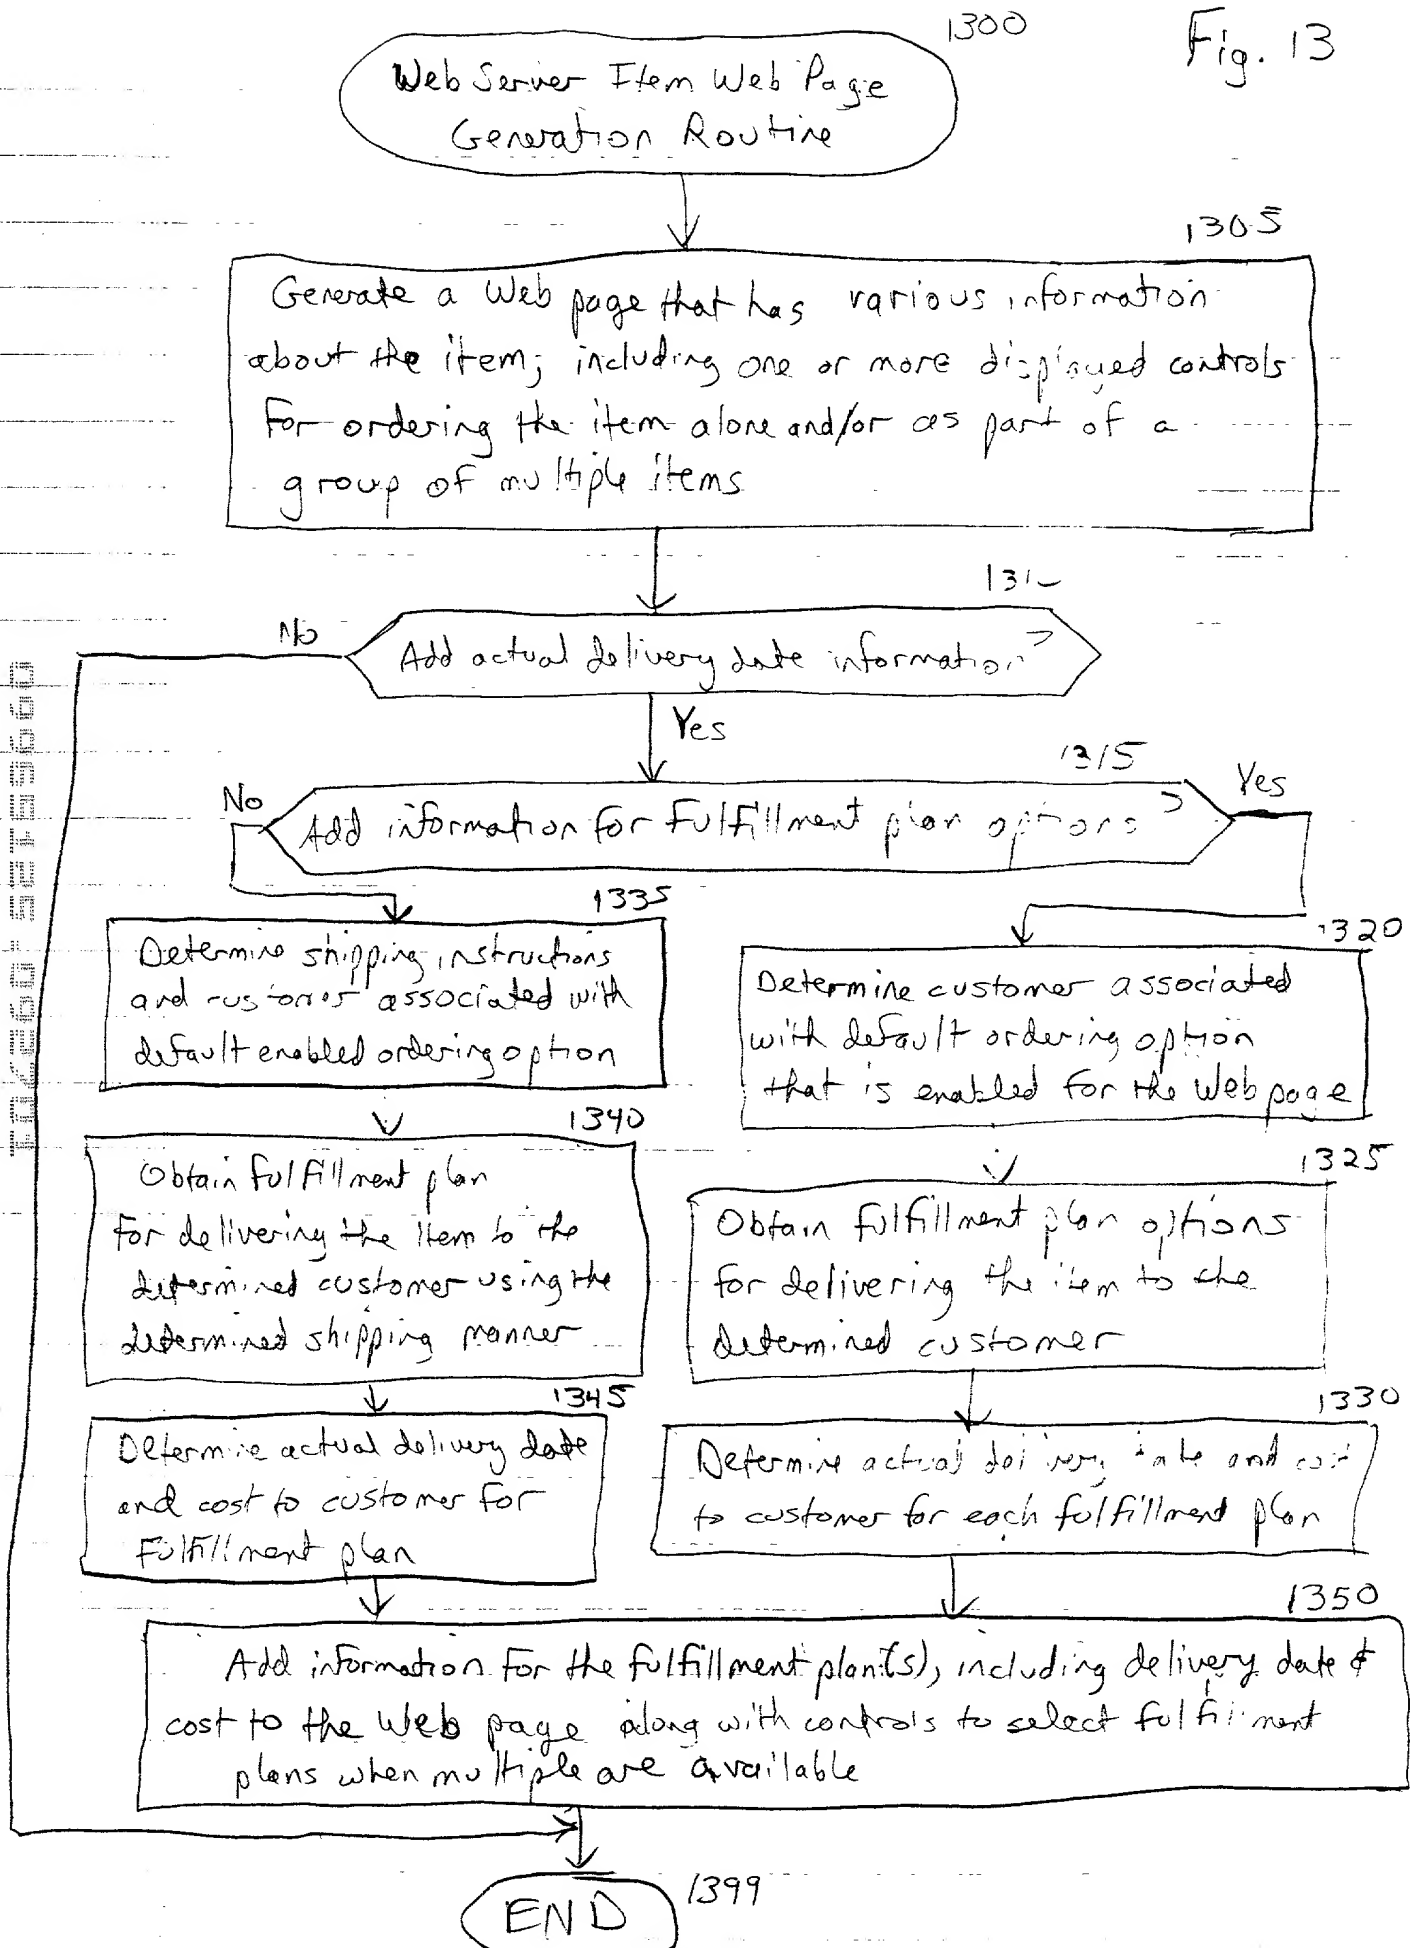 1300
Fig. 13
Web Server Item Web Page
Generation Routine
1305
Generate a Web page that has various information
about the item, including one or more displayed controls
for ordering the item alone and/or as part of a
group of multiple items
131
No
Add actual delivery date information?
Yes
1315
No
Yes
Add information for fulfillment plan options?
1335
Determine shipping instructions
and customer associated with
default enabled ordering option
1320
Determine customer associated
with default ordering option
that is enabled for the Web page
1340
Obtain fulfillment plan
for delivering the item to the
determined customer using the
determined shipping manner
1325
Obtain fulfillment plan options
for delivering the item to the
determined customer
1345
Determine actual delivery date
and cost to customer for
Fulfillment plan
1330
Determine actual delivery date and cost
to customer for each fulfillment plan
1350
Add information for the fulfillment plan(s), including delivery date &
cost to the Web page along with controls to select fulfillment
plans when multiple are available
END
1399